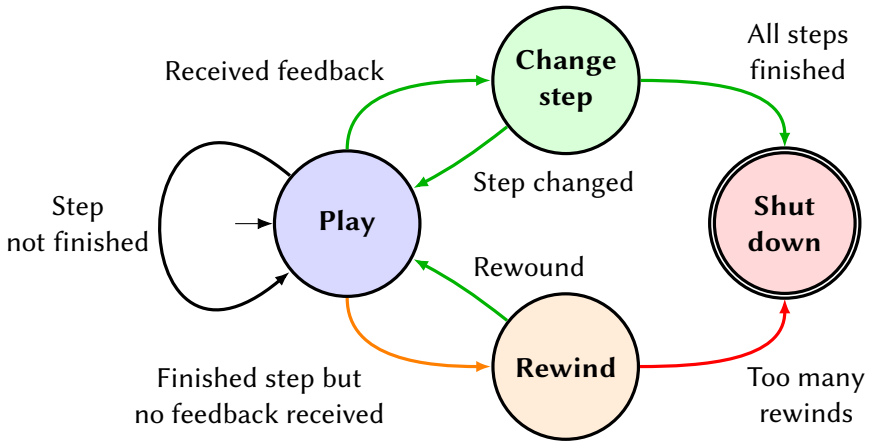 All steps
finished
Change
step
Received feedback
Step changed
Step
not finished
Play
Shut
down
Rewound
Rewind
Finished step but
no feedback received
Too many
rewinds